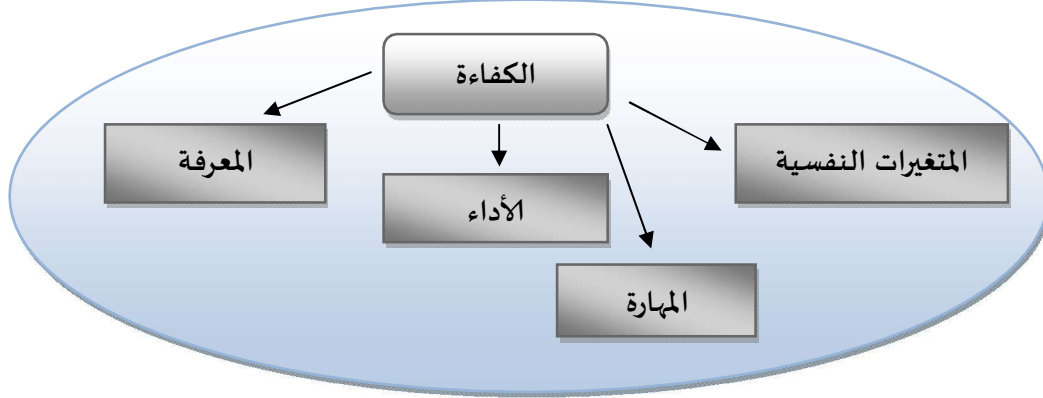 الكفاءة
المتغيرات النفسية
المعرفة
الأداء
المهارة